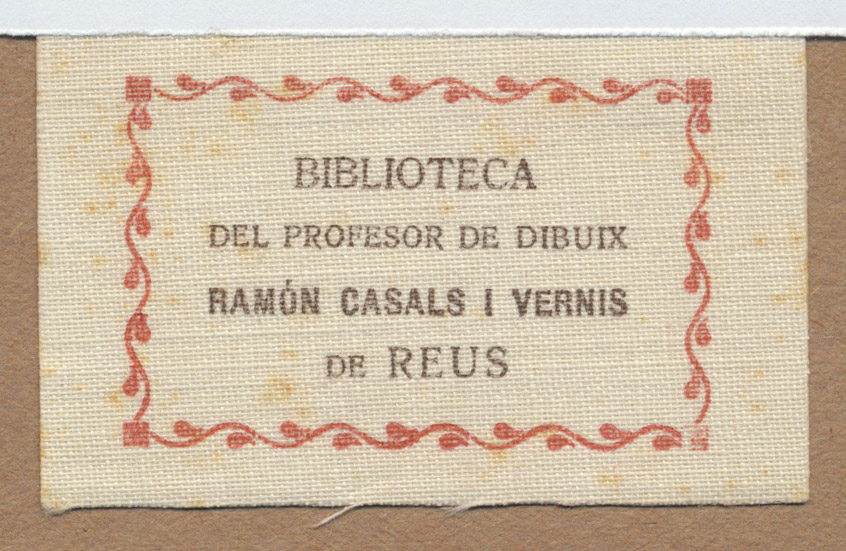 BIBLIOTECA
DEL PROFESOR DE DIBUIX
RAMÓN CASALS I VERNIS
DE REUS